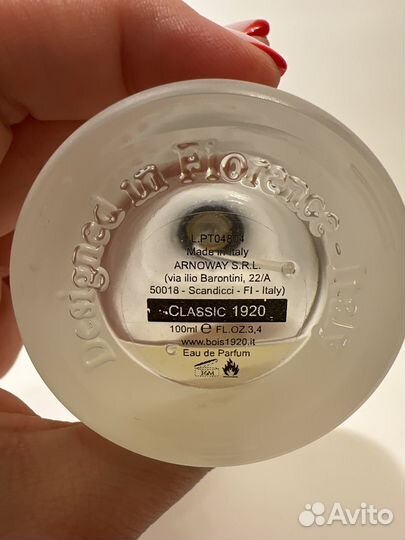 Designed in Florence - Italy
L.PT04804
Made in Italy
ARNOWAY S.R.L.
(via ilio Barontini, 22/A
50018 - Scandicci - FI - Italy)
CLASSIC 1920
100ml e FL.OZ.3,4
www.bois1920.it
Eau de Parfum
Avito